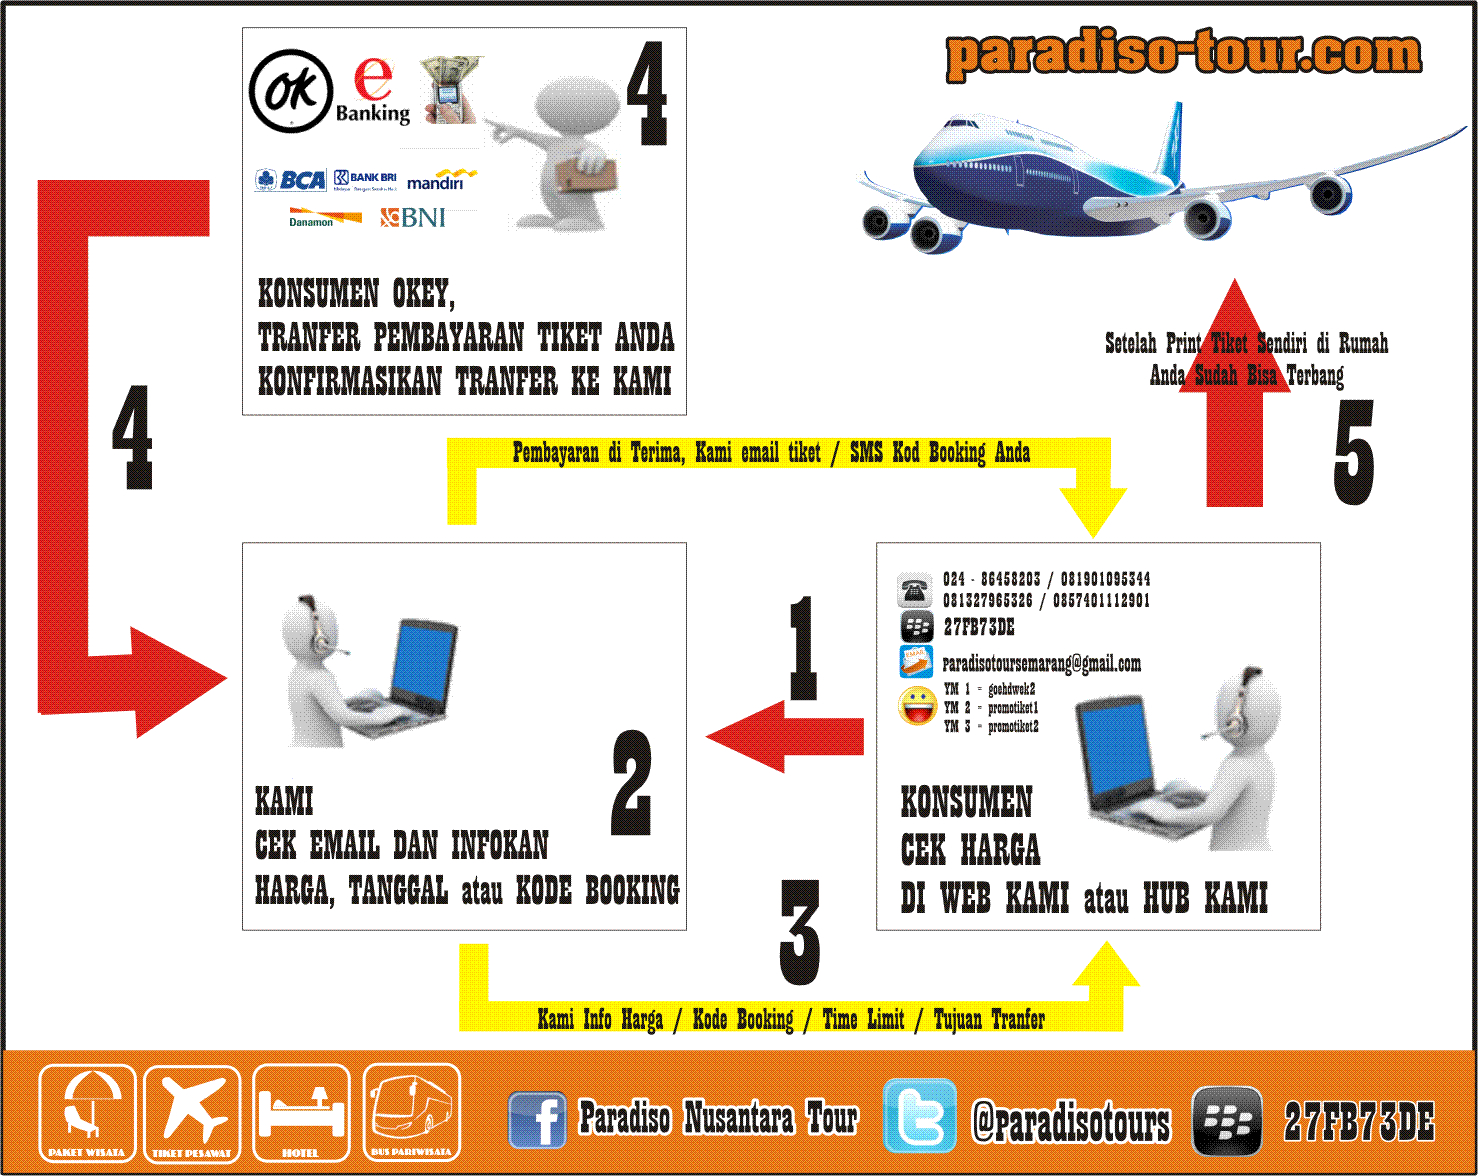 paradiso-tour.com
OK
e
Banking
4
BCA
BANK BRI
mandiri
Danamon
BNI
KONSUMEN OKEY,
TRANFER PEMBAYARAN TIKET ANDA
KONFIRMASIKAN TRANFER KE KAMI
4
Setelah Print Tiket Sendiri di Rumah
Anda Sudah Bisa Terbang
5
Pembayaran di Terima, Kami email tiket / SMS Kod Booking Anda
024 - 86458203 / 081901095344
081327965326 / 0857401112901
27FB73DE
EMAIL
paradisotoursemarang@gmail.com
YM 1 = goehdwek2
YM 2 = promotiket1
YM 3 = promotiket2
KONSUMEN
CEK HARGA
DI WEB KAMI atau HUB KAMI
1
2
KAMI
CEK EMAIL DAN INFOKAN
HARGA, TANGGAL atau KODE BOOKING
3
Kami Info Harga / Kode Booking / Time Limit / Tujuan Tranfer
PAKET WISATA
TIKET PESAWAT
HOTEL
BUS PARIWISATA
Paradiso Nusantara Tour
@paradisotours
27FB73DE